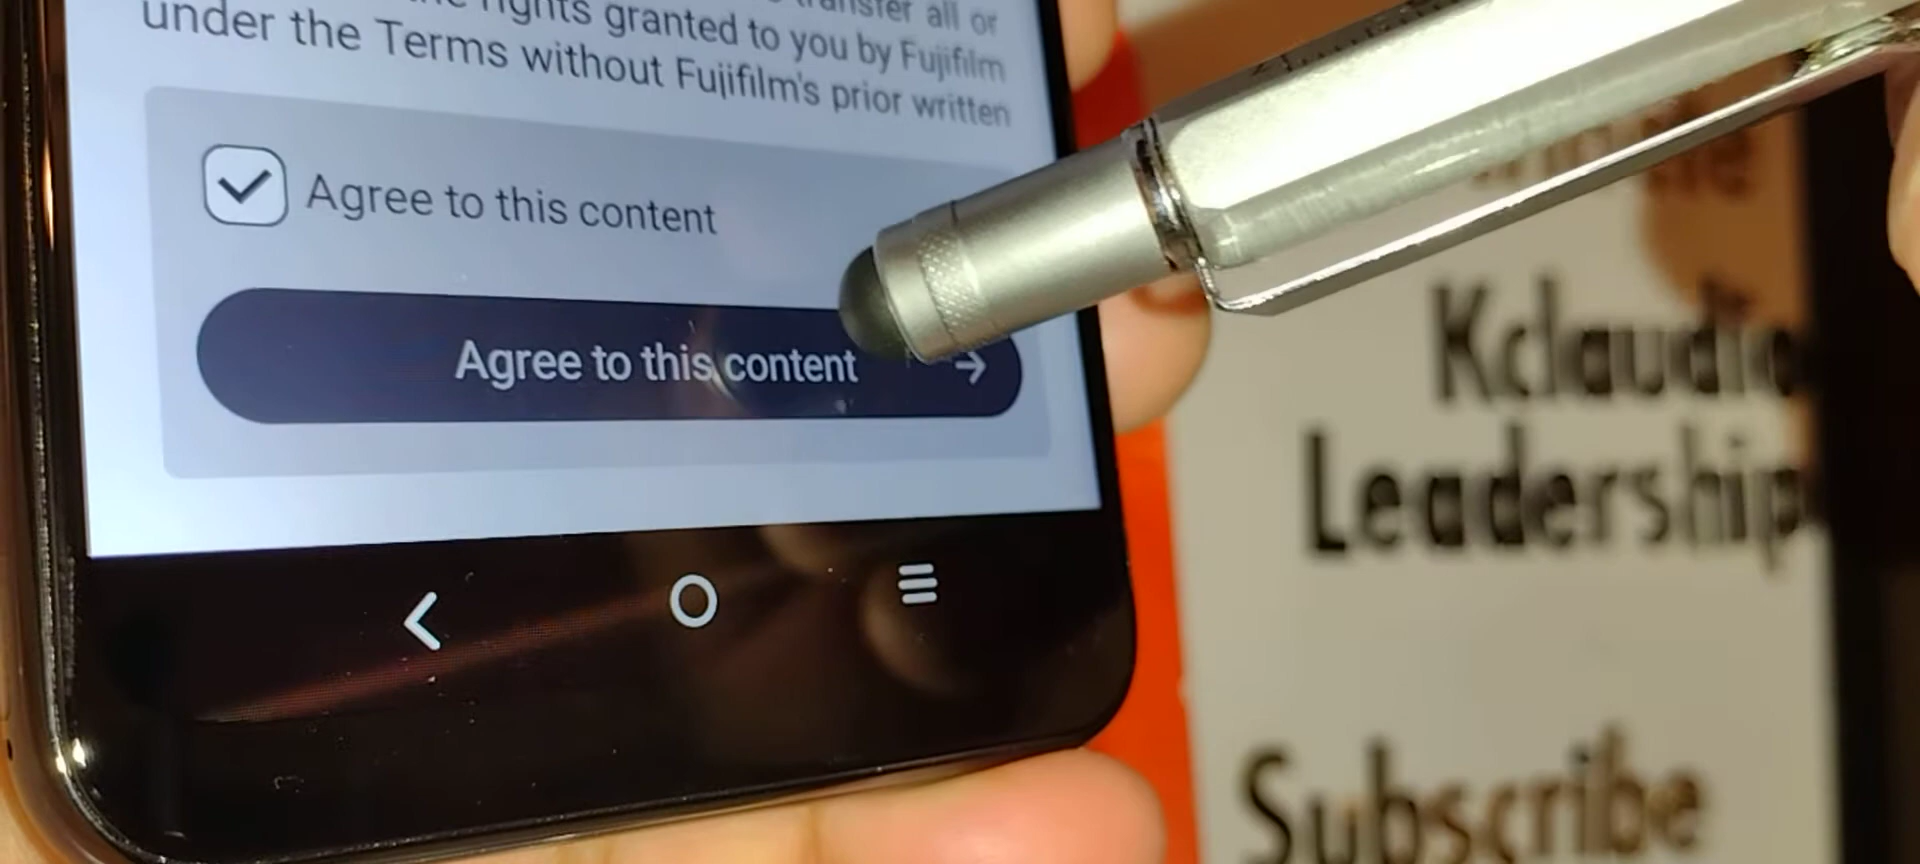 rights granted to you by Fujifilm
under the Terms without Fujifilm's prior written
Agree to this content
Agree to this content
Kclaudio
Leadership
Subscribe